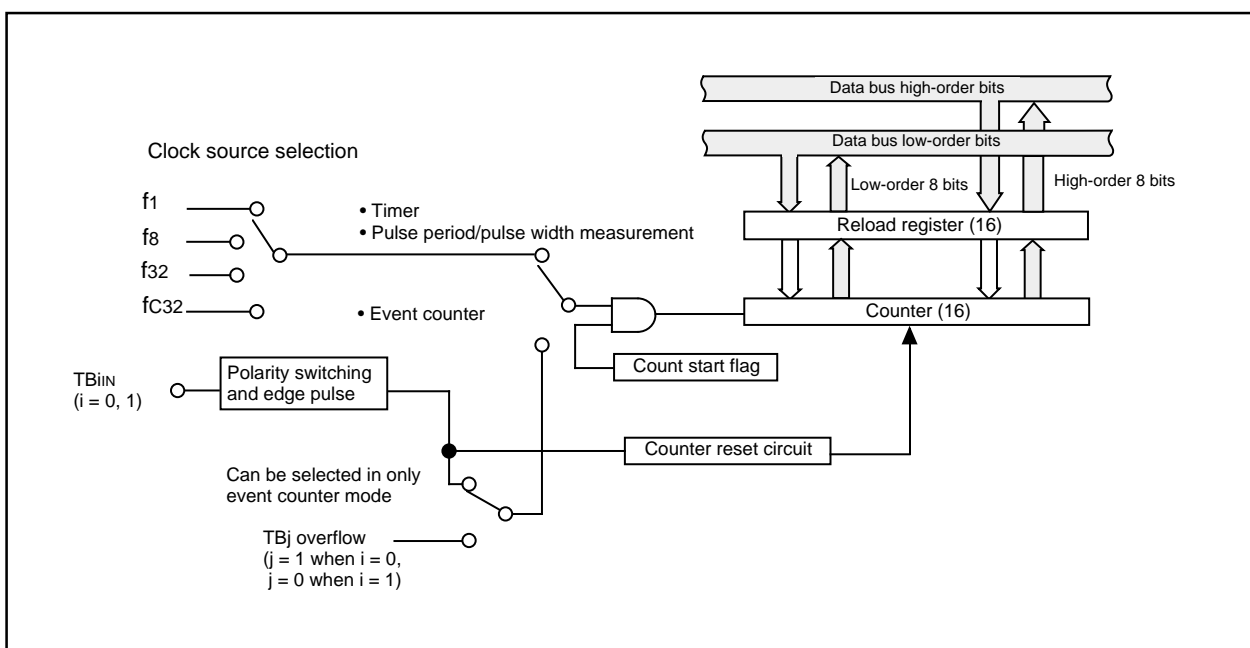 Data bus high-order bits
Data bus low-order bits
Clock source selection
Low-order 8 bits
High-order 8 bits
f1
• Timer
• Pulse period/pulse width measurement
Reload register (16)
f8
f32
fC32
• Event counter
Counter (16)
Count start flag
TBiIN
(i = 0, 1)
Polarity switching
and edge pulse
Counter reset circuit
Can be selected in only
event counter mode
TBj overflow
(j = 1 when i = 0,
j = 0 when i = 1)